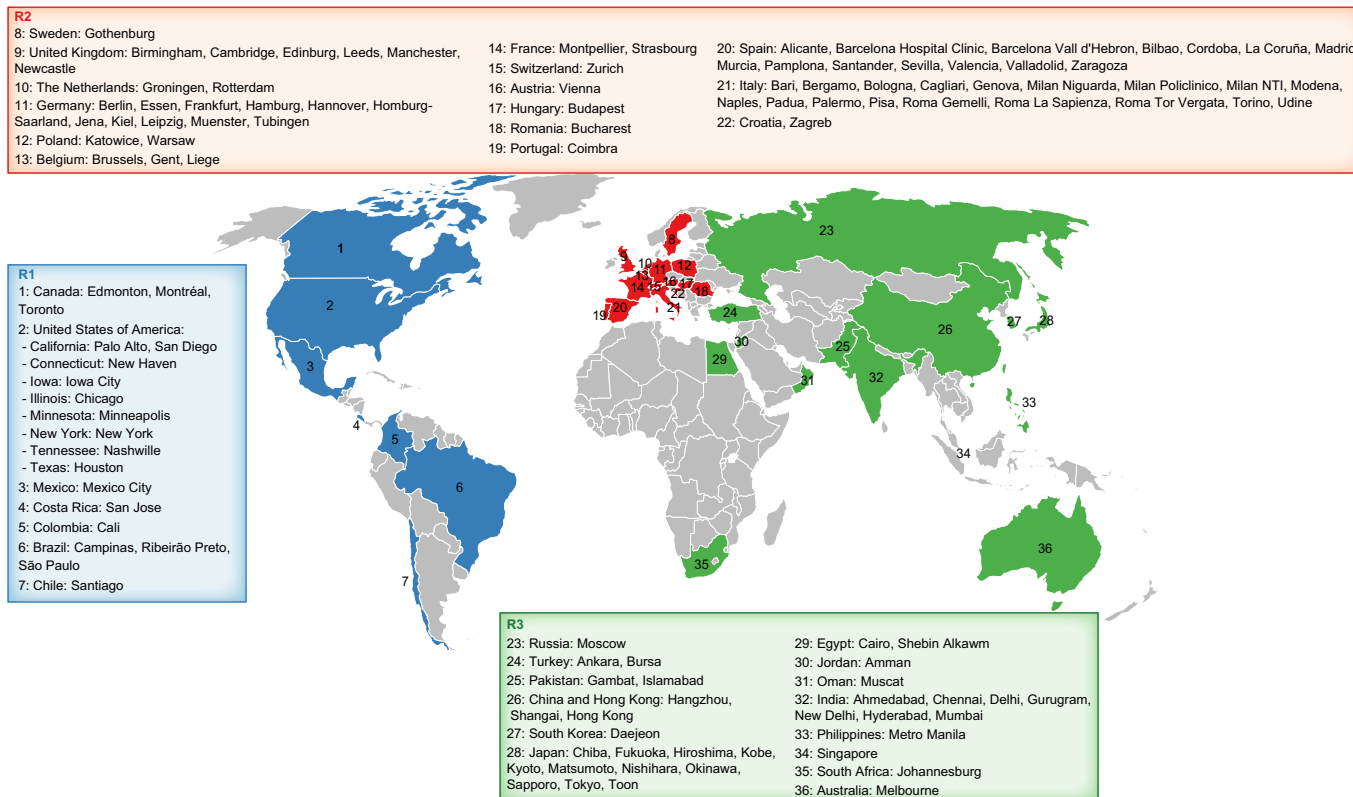 R2
8: Sweden: Gothenburg
9: United Kingdom: Birmingham, Cambridge, Edinburg, Leeds, Manchester,
Newcastle
10: The Netherlands: Groningen, Rotterdam
11: Germany: Berlin, Essen, Frankfurt, Hamburg, Hannover, Homburg-
Saarland, Jena, Kiel, Leipzig, Muenster, Tubingen
12: Poland: Katowice, Warsaw
13: Belgium: Brussels, Gent, Liege
14: France: Montpellier, Strasbourg
15: Switzerland: Zurich
16: Austria: Vienna
17: Hungary: Budapest
18: Romania: Bucharest
19: Portugal: Coimbra
20: Spain: Alicante, Barcelona Hospital Clinic, Barcelona Vall d'Hebron, Bilbao, Cordoba, La Coruña, Madrid
Murcia, Pamplona, Santander, Sevilla, Valencia, Valladolid, Zaragoza
21: Italy: Bari, Bergamo, Bologna, Cagliari, Genova, Milan Niguarda, Milan Policlinico, Milan NTI, Modena,
Naples, Padua, Palermo, Pisa, Roma Gemelli, Roma La Sapienza, Roma Tor Vergata, Torino, Udine
22: Croatia, Zagreb
R1
1: Canada: Edmonton, Montréal,
Toronto
2: United States of America:
- California: Palo Alto, San Diego
- Connecticut: New Haven
- Iowa: Iowa City
- Illinois: Chicago
- Minnesota: Minneapolis
- New York: New York
- Tennessee: Nashwille
- Texas: Houston
3: Mexico: Mexico City
4: Costa Rica: San Jose
5: Colombia: Cali
6: Brazil: Campinas, Ribeirão Preto,
São Paulo
7: Chile: Santiago
1
2
3
4
5
6
7
8
9
10
11
12
13
14
15
16
17
18
19
20
21
22
23
24
25
26
27
28
29
30
31
32
33
34
35
36
R3
23: Russia: Moscow
24: Turkey: Ankara, Bursa
25: Pakistan: Gambat, Islamabad
26: China and Hong Kong: Hangzhou,
Shangai, Hong Kong
27: South Korea: Daejeon
28: Japan: Chiba, Fukuoka, Hiroshima, Kobe,
Kyoto, Matsumoto, Nishihara, Okinawa,
Sapporo, Tokyo, Toon
29: Egypt: Cairo, Shebin Alkawm
30: Jordan: Amman
31: Oman: Muscat
32: India: Ahmedabad, Chennai, Delhi, Gurugram,
New Delhi, Hyderabad, Mumbai
33: Philippines: Metro Manila
34: Singapore
35: South Africa: Johannesburg
36: Australia: Melbourne